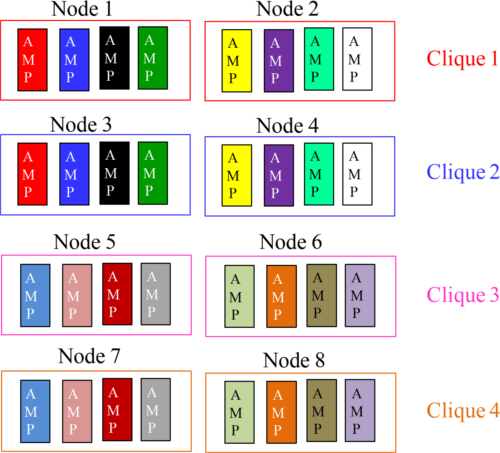 Node 1 Node 2
A A A A A A A A
M M M M M M M M
P P P P P P P P
Clique 1
Node 3 Node 4
A A A A A A A A
M M M M M M M M
P P P P P P P P
Clique 2
Node 5 Node 6
A A A A A A A A
M M M M M M M M
P P P P P P P P
Clique 3
Node 7 Node 8
A A A A A A A A
M M M M M M M M
P P P P P P P P
Clique 4